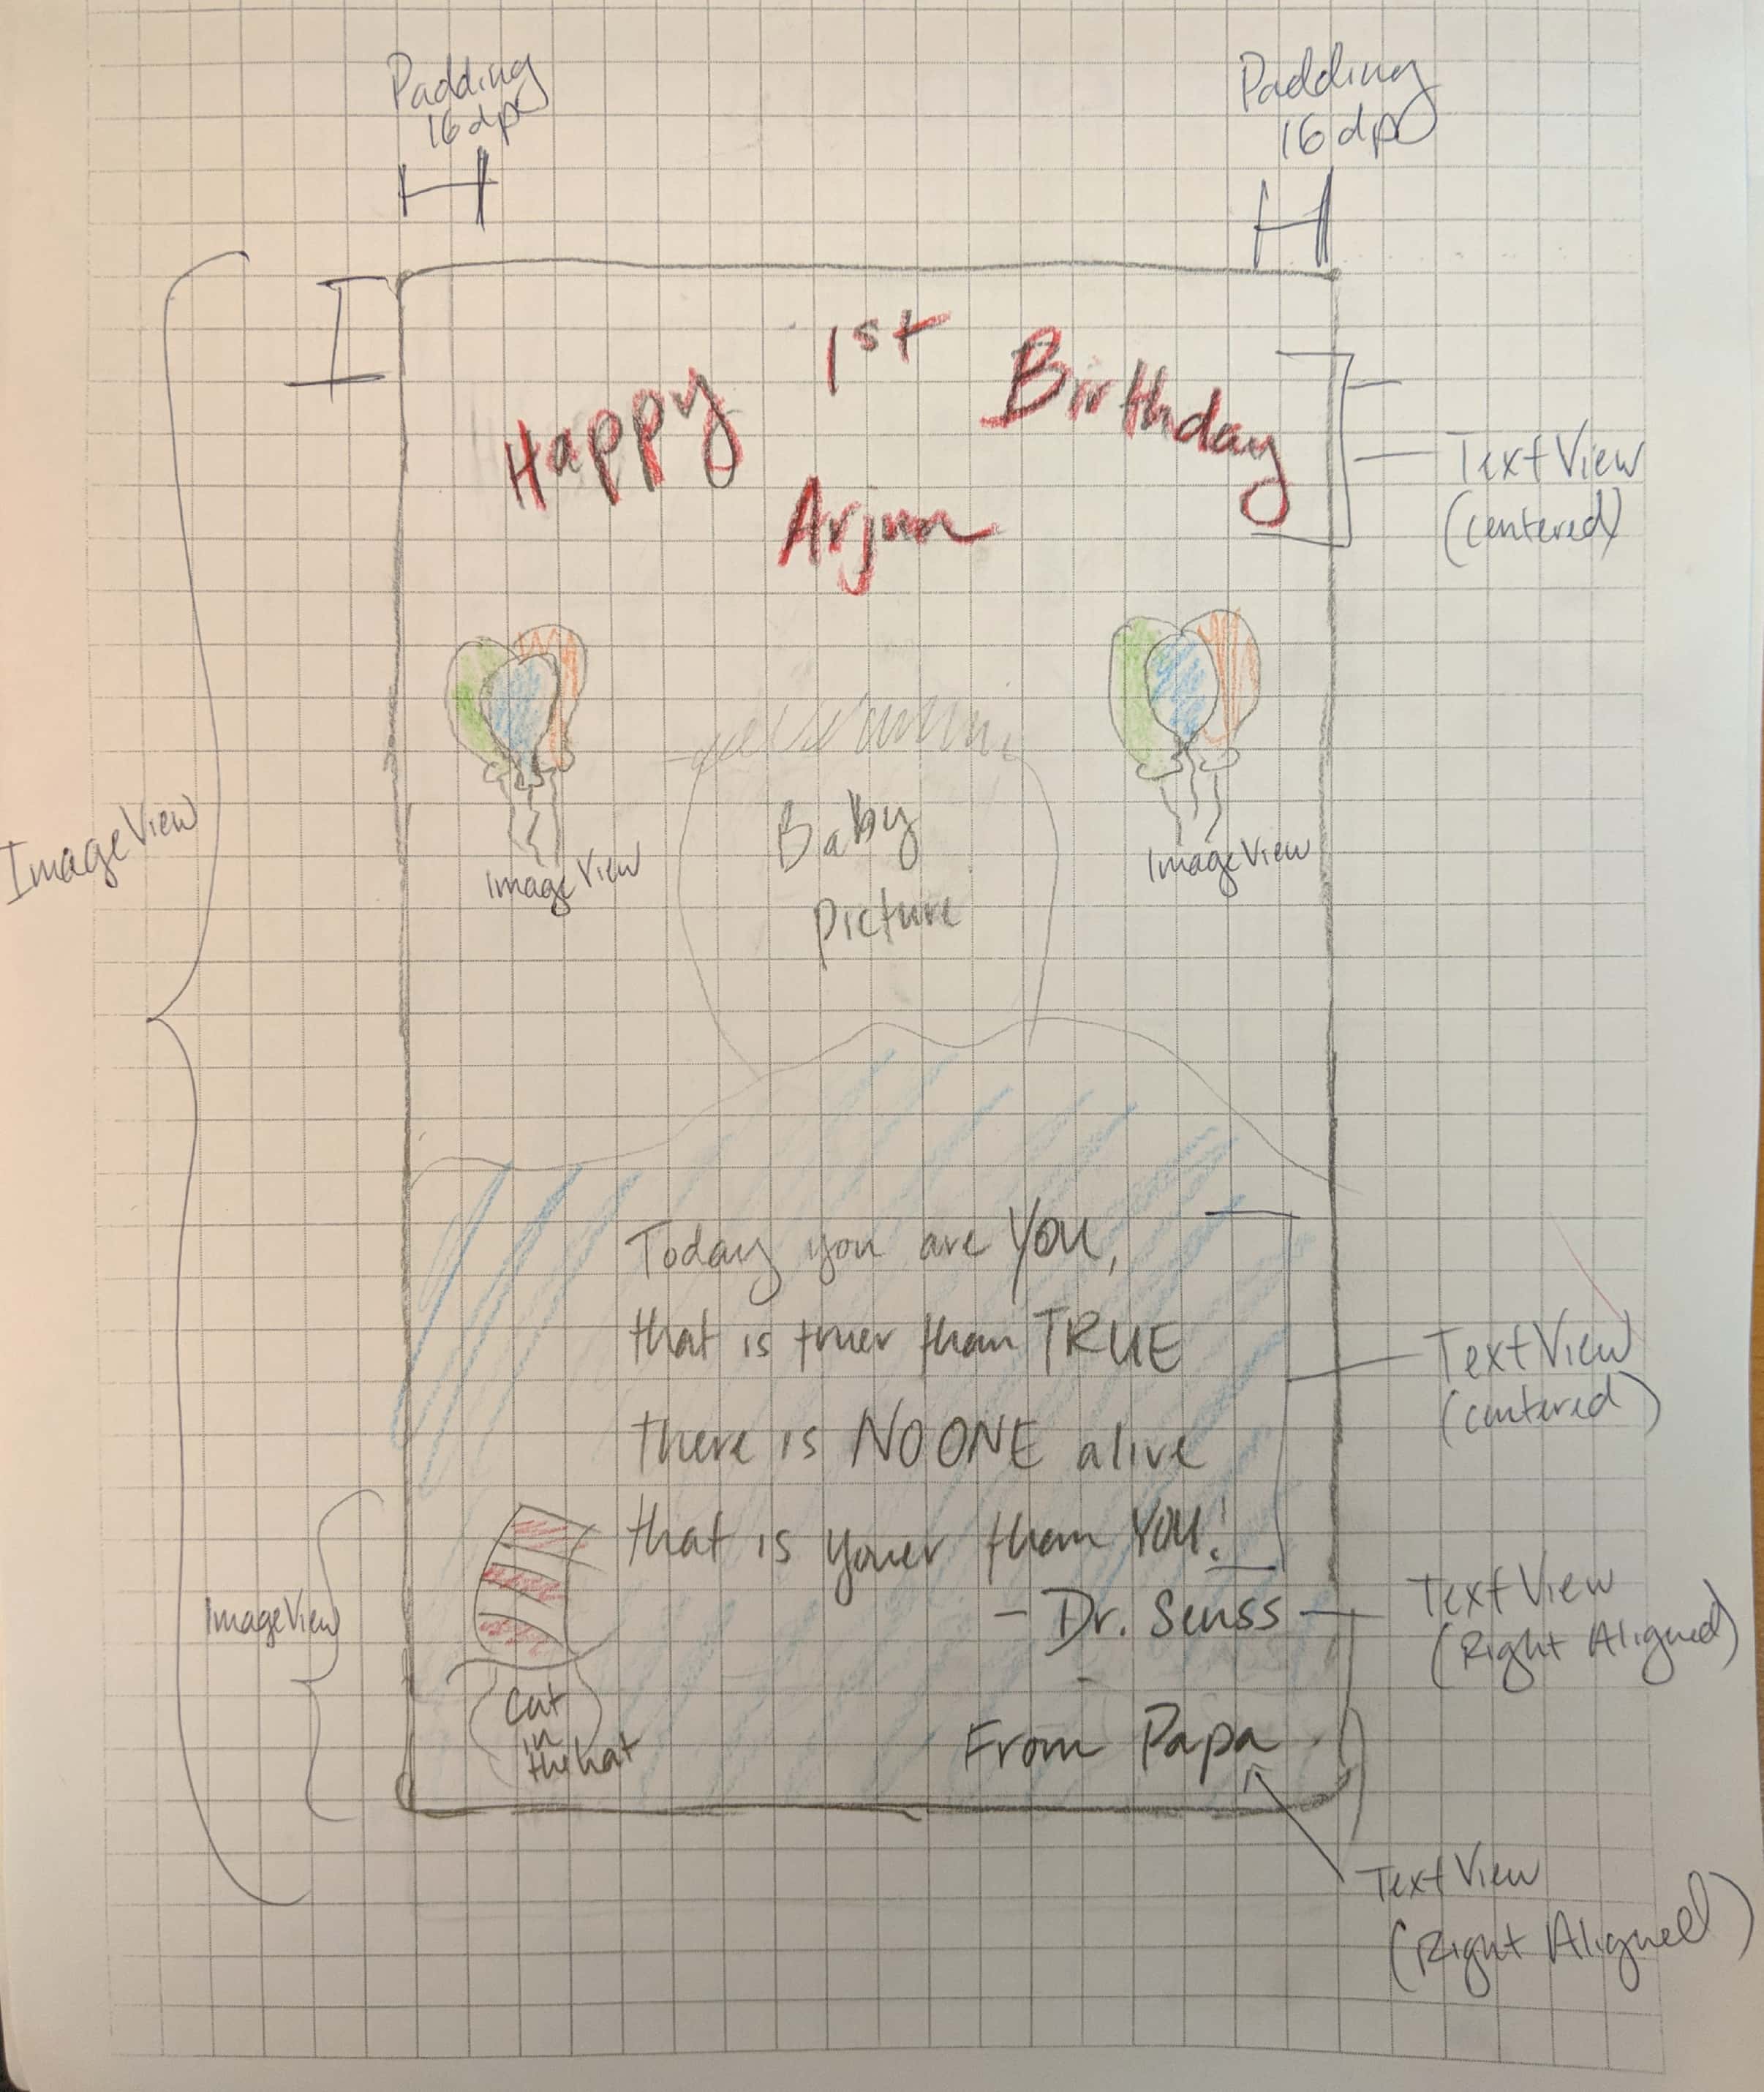 Padding
16dp
Padding
16dp
Happy 1st Birthday
Arjun
TextView
(centered)
ImageView
ImageView
ImageView
Baby
Picture
Today you are YOU,
that is truer than TRUE
there is NO ONE alive
that is youer than YOU!
- Dr. Seuss
From Papa
TextView
(centered)
TextView
(Right Aligned)
ImageView
Cat
in
the hat
TextView
(Right Aligned)